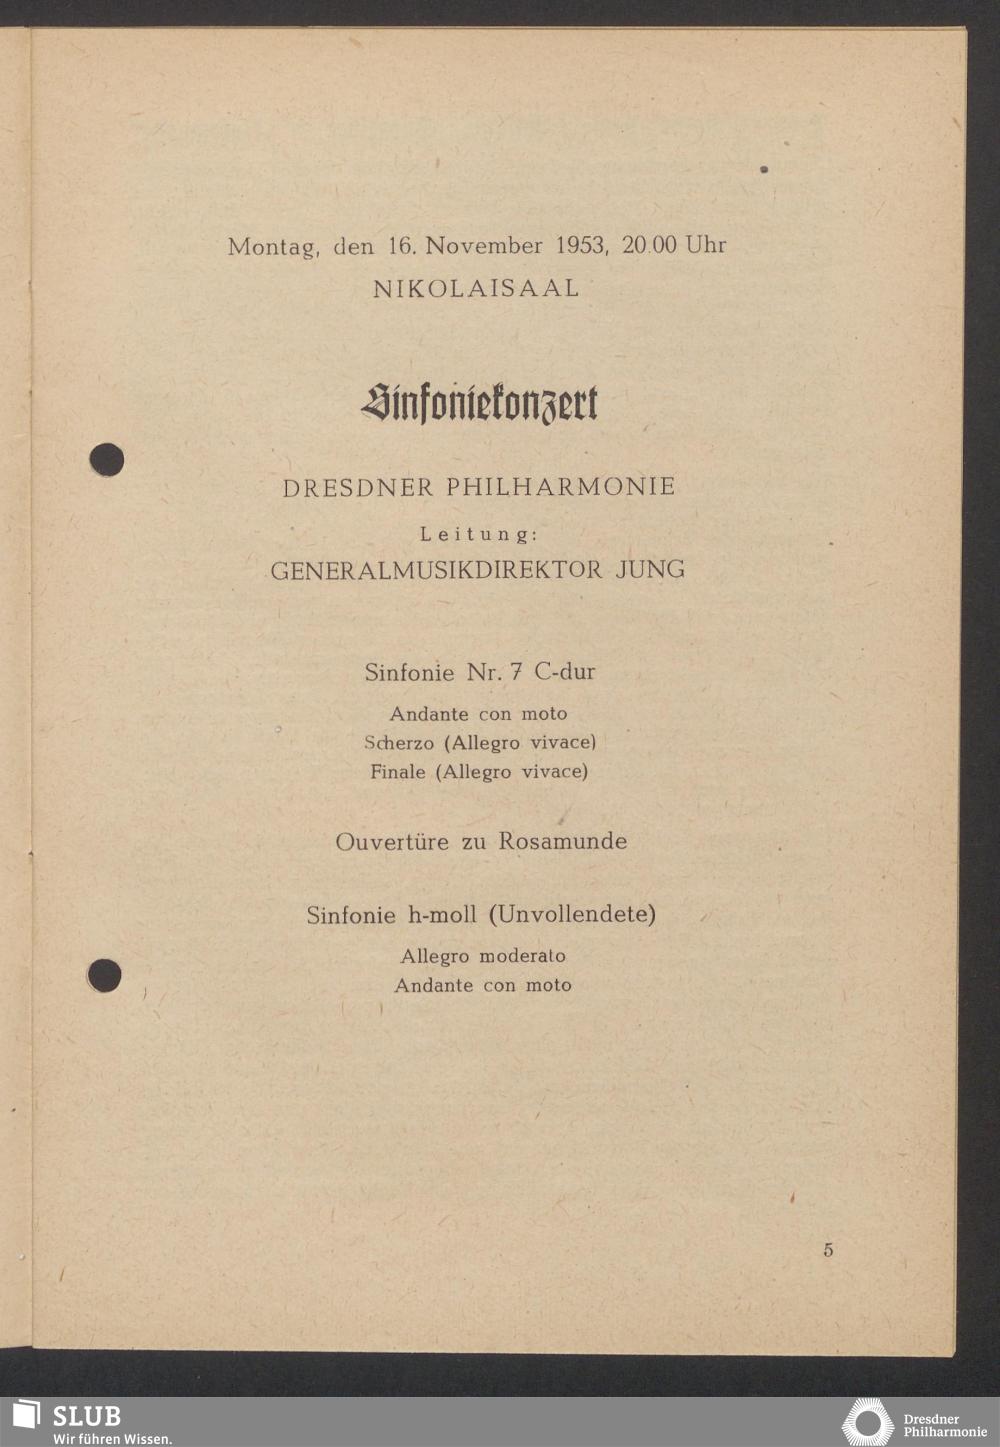 Montag, den 16. November 1953, 20.00 Uhr
NIKOLAISAAL
Sinfoniekonzert
DRESDNER PHILHARMONIE
Leitung:
GENERALMUSIKDIREKTOR JUNG
Sinfonie Nr. 7 C-dur
Andante con moto
Scherzo (Allegro vivace)
Finale (Allegro vivace)
Ouvertüre zu Rosamunde
Sinfonie h-moll (Unvollendete)
Allegro moderato
Andante con moto
5
SLUB
Wir führen Wissen.
Dresdner
Philharmonie